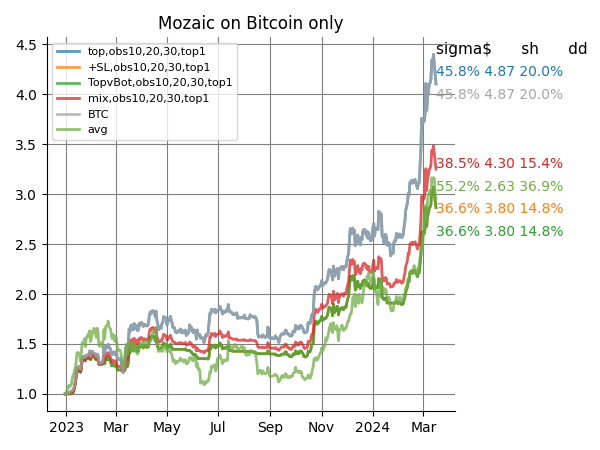 Mozaic on Bitcoin only
sigma$ sh dd
top,obs10,20,30,top1
+SL,obs10,20,30,top1
TopvBot,obs10,20,30,top1
mix,obs10,20,30,top1
BTC
avg
45.8% 4.87 20.0%
45.8% 4.87 20.0%
38.5% 4.30 15.4%
55.2% 2.63 36.9%
36.6% 3.80 14.8%
36.6% 3.80 14.8%
4.5
4.0
3.5
3.0
2.5
2.0
1.5
1.0
2023 Mar May Jul Sep Nov 2024 Mar